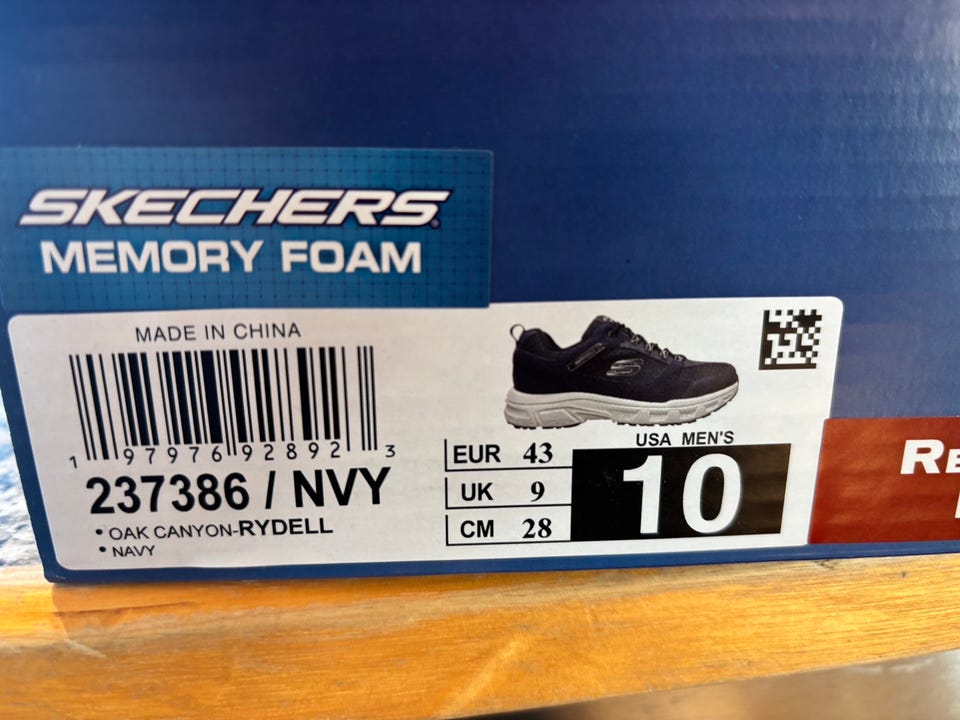 SKECHERS
MEMORY FOAM
MADE IN CHINA
1 97976 92892 3
237386 / NVY
• OAK CANYON-RYDELL
• NAVY
EUR 43
UK 9
CM 28
USA MEN'S
10